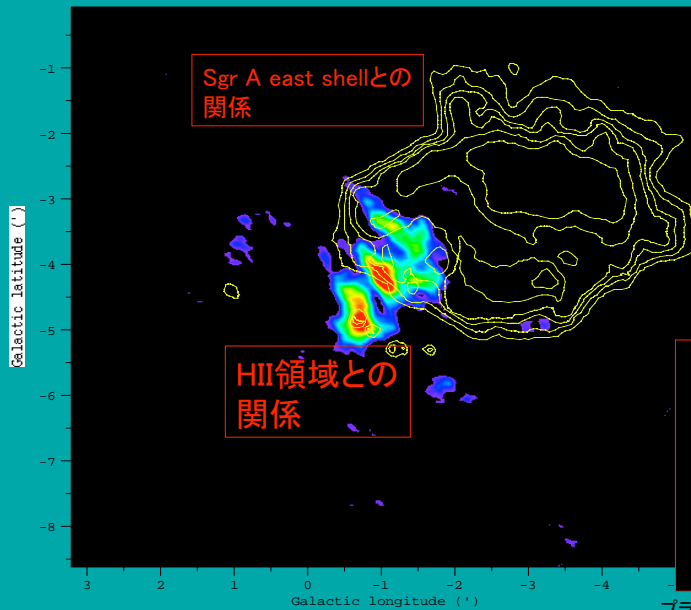 Sgr A east shellとの
関係
HII領域との
関係
Galactic latitude (')
-1
-2
-3
-4
-5
-6
-7
-8
3
2
1
0
-1
-2
-3
-4
Galactic longitude (')